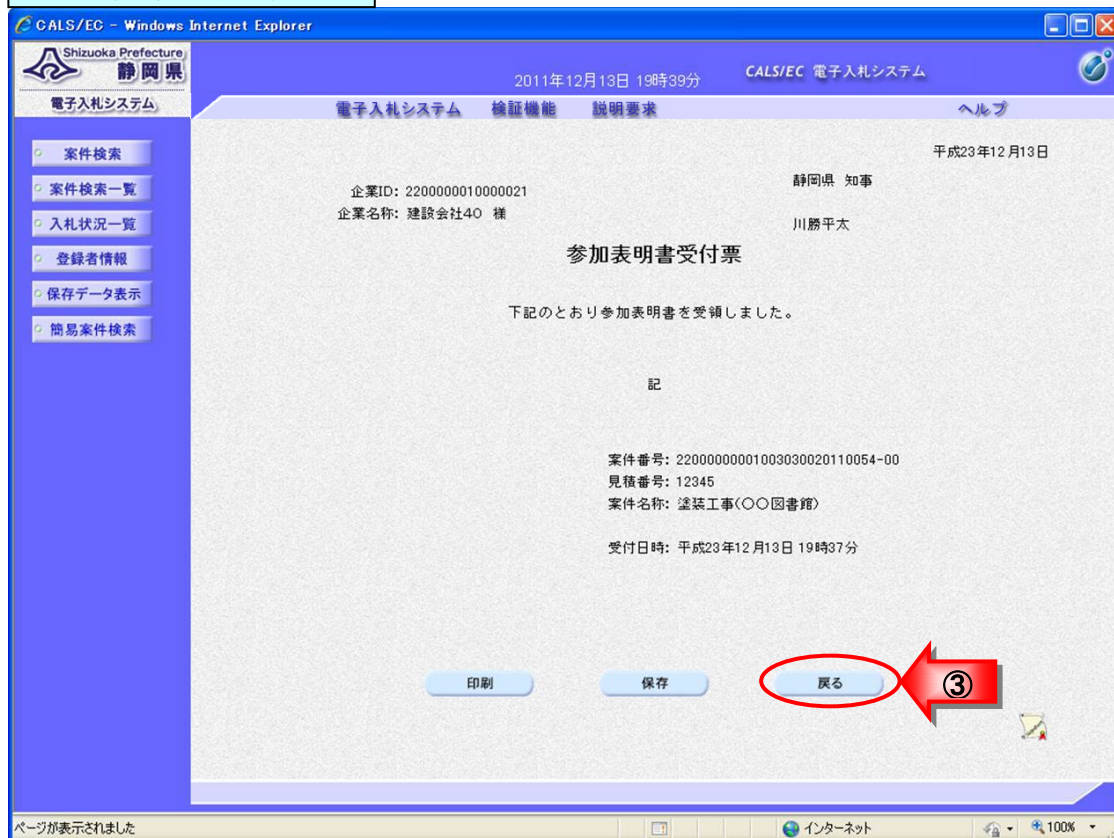 CALS/EC - Windows Internet Explorer
Shizuoka Prefecture
静岡県
電子入札システム
2011年12月13日 19時39分
CALS/EC 電子入札システム
電子入札システム 検証機能 説明要求 ヘルプ
案件検索
案件検索一覧
入札状況一覧
登録者情報
保存データ表示
簡易案件検索
平成23年12月13日
企業ID: 2200000010000021
静岡県 知事
企業名称: 建設会社40 様
川勝平太
参加表明書受付票
下記のとおり参加表明書を受領しました。
記
案件番号: 22000000001003030020110054-00
見積番号: 12345
案件名称: 塗装工事(〇〇図書館)
受付日時: 平成23年12月13日 19時37分
印刷 保存 戻る
③
ページが表示されました
インターネット
100%